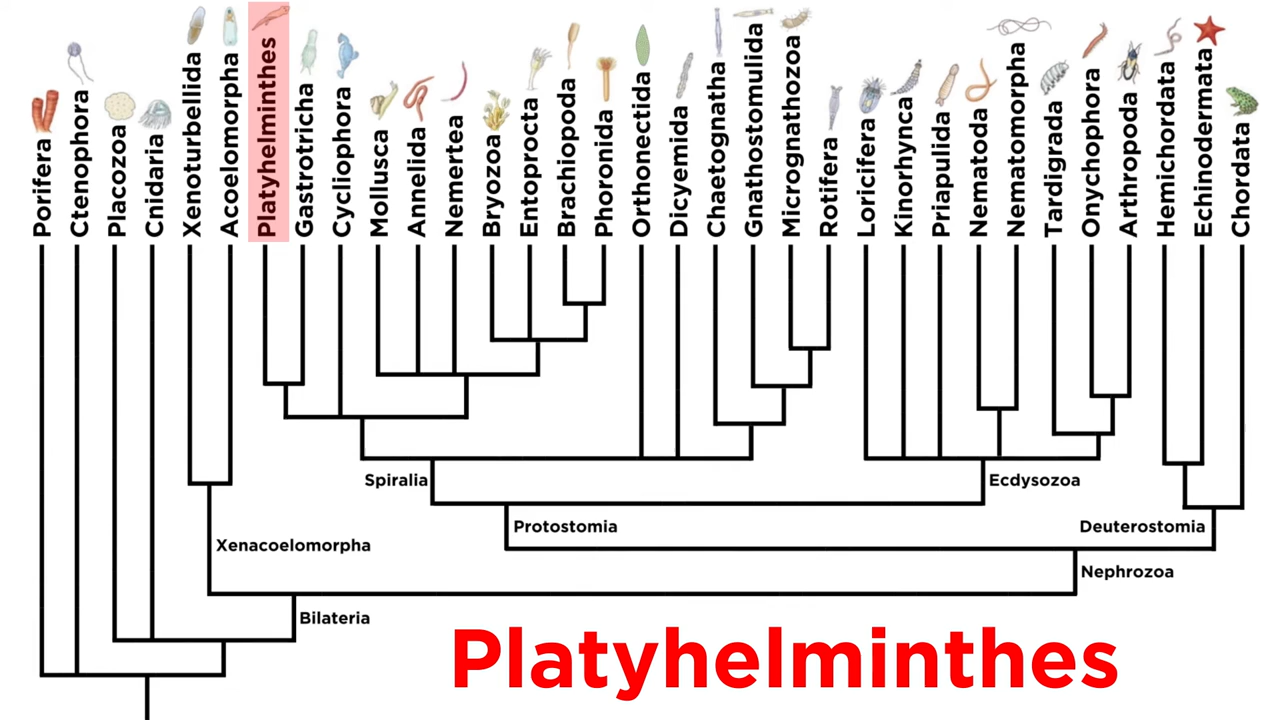 Porifera
Ctenophora
Placozoa
Cnidaria
Xenoturbellida
Acoelomorpha
Platyhelminthes
Gastrotricha
Cycliophora
Mollusca
Annelida
Nemertea
Bryozoa
Entoprocta
Brachiopoda
Phoronida
Orthonectida
Dicyemida
Chaetognatha
Gnathostomulida
Micrognathozoa
Rotifera
Loricifera
Kinorhynca
Priapulida
Nematoda
Nematomorpha
Tardigrada
Onychophora
Arthropoda
Hemichordata
Echinodermata
Chordata
Spiralia
Ecdysozoa
Protostomia
Deuterostomia
Xenacoelomorpha
Nephrozoa
Bilateria
Platyhelminthes